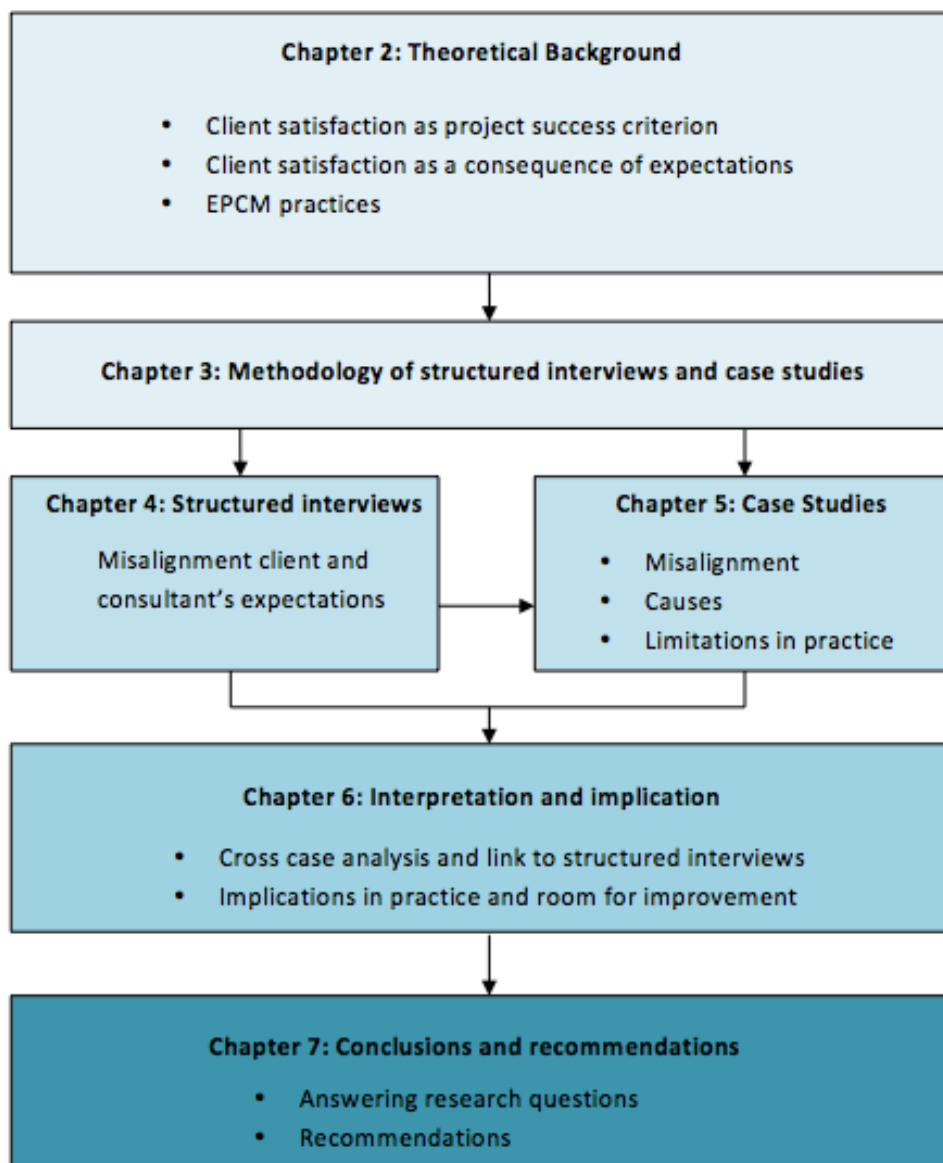 Chapter 2: Theoretical Background
• Client satisfaction as project success criterion
• Client satisfaction as a consequence of expectations
• EPCM practices
Chapter 3: Methodology of structured interviews and case studies
Chapter 4: Structured interviews
Misalignment client and
consultant's expectations
Chapter 5: Case Studies
• Misalignment
• Causes
• Limitations in practice
Chapter 6: Interpretation and implication
• Cross case analysis and link to structured interviews
• Implications in practice and room for improvement
Chapter 7: Conclusions and recommendations
• Answering research questions
• Recommendations